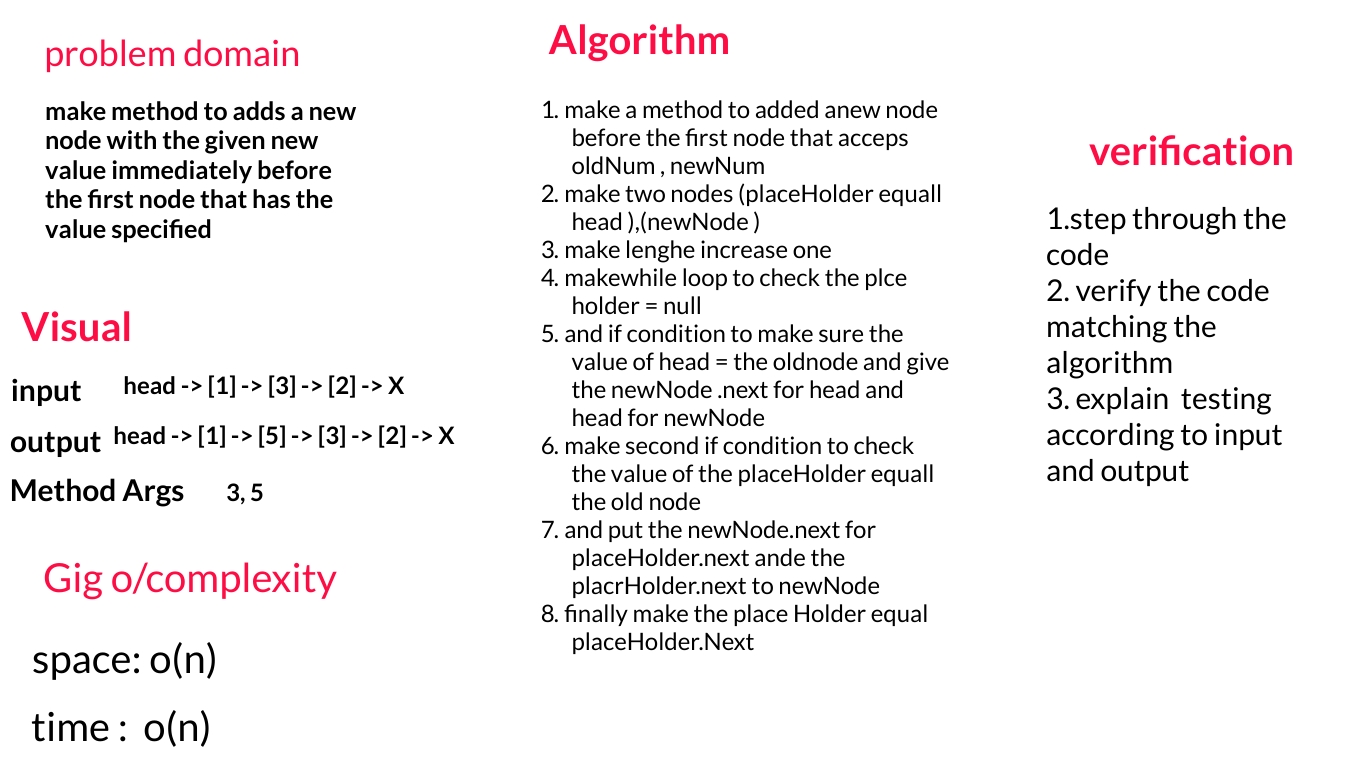 problem domain
make method to adds a new
node with the given new
value immediately before
the first node that has the
value specified
Visual
input head -> [1] -> [3] -> [2] -> X
output head -> [1] -> [5] -> [3] -> [2] -> X
Method Args 3, 5
Gig o/complexity
space: o(n)
time : o(n)
Algorithm
1. make a method to added anew node
before the first node that acceps
oldNum , newNum
2. make two nodes (placeHolder equall
head ),(newNode )
3. make lenghe increase one
4. makewhile loop to check the plce
holder = null
5. and if condition to make sure the
value of head = the oldnode and give
the newNode .next for head and
head for newNode
6. make second if condition to check
the value of the placeHolder equall
the old node
7. and put the newNode.next for
placeHolder.next ande the
placrHolder.next to newNode
8. finally make the place Holder equal
placeHolder.Next
verification
1.step through the
code
2. verify the code
matching the
algorithm
3. explain testing
according to input
and output